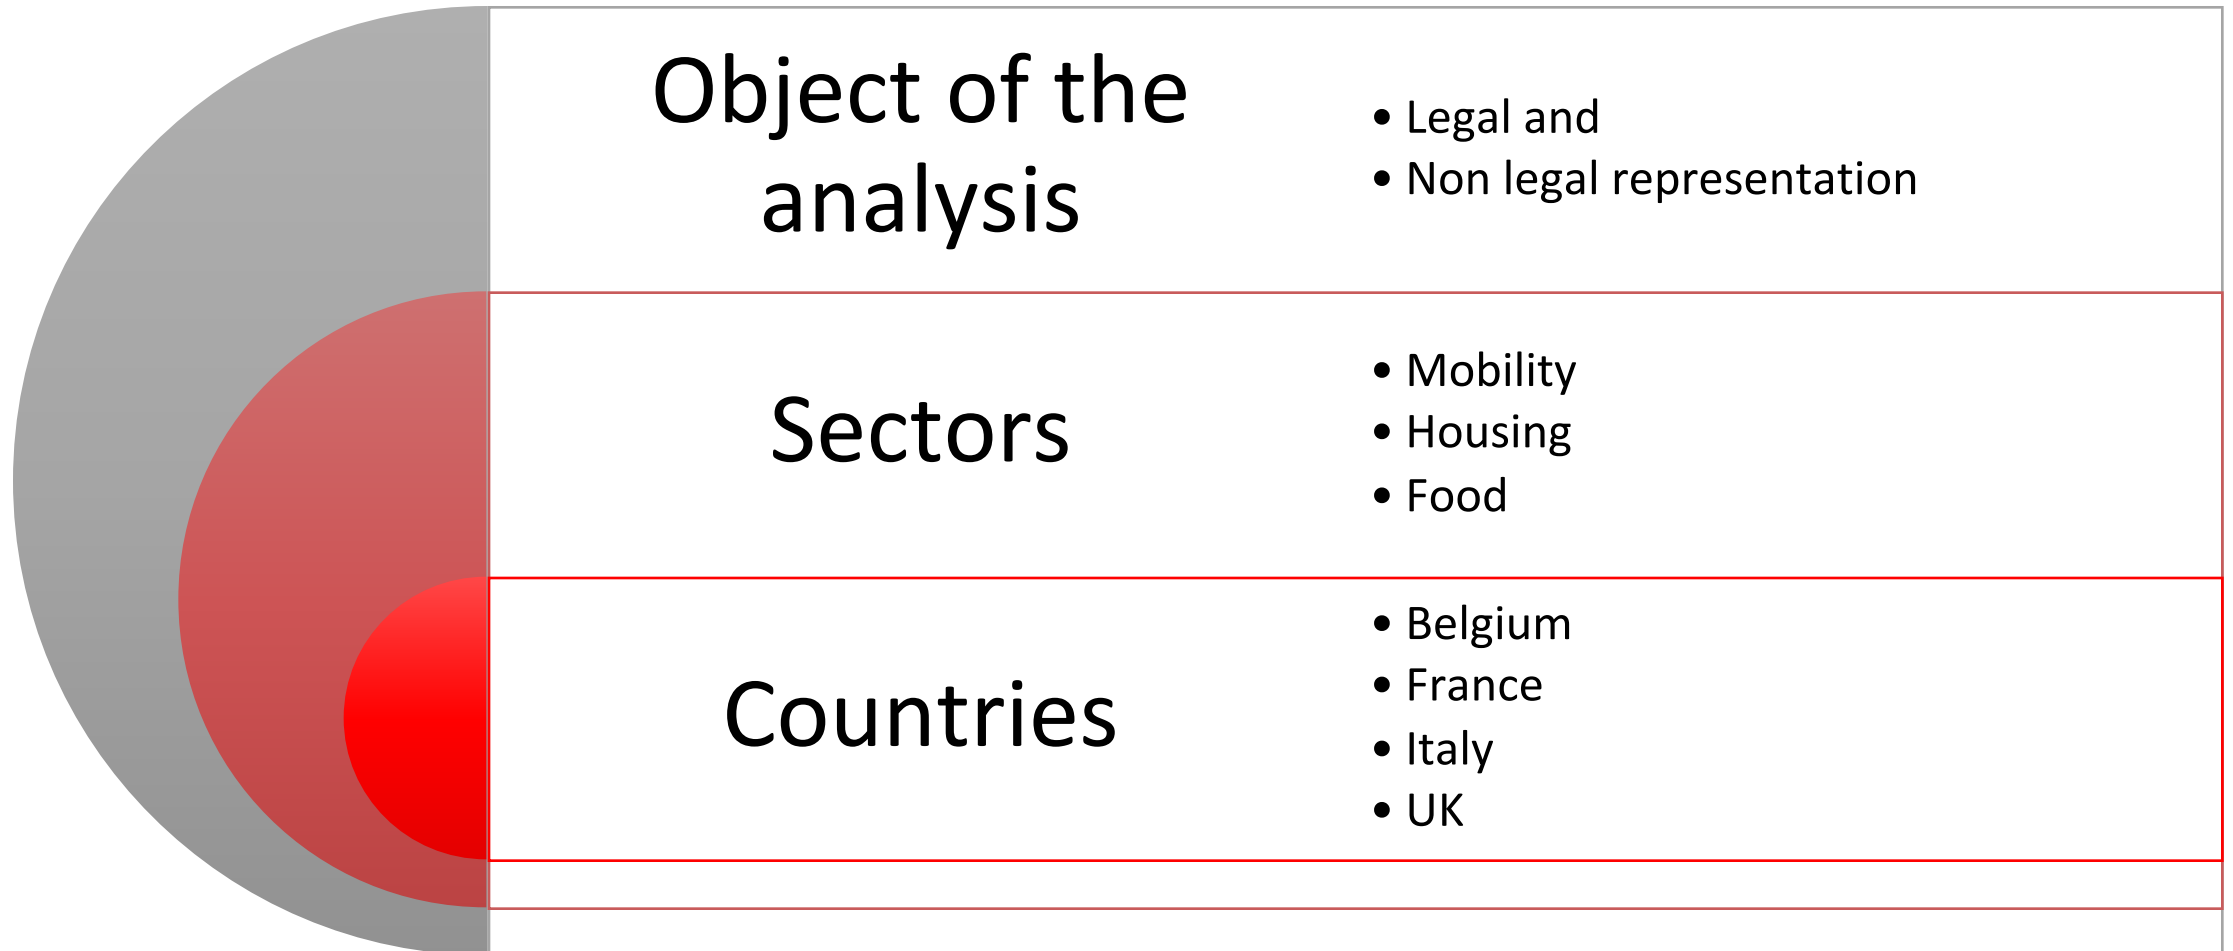 Object of the
analysis
• Legal and
• Non legal representation
Sectors
• Mobility
• Housing
• Food
Countries
• Belgium
• France
• Italy
• UK